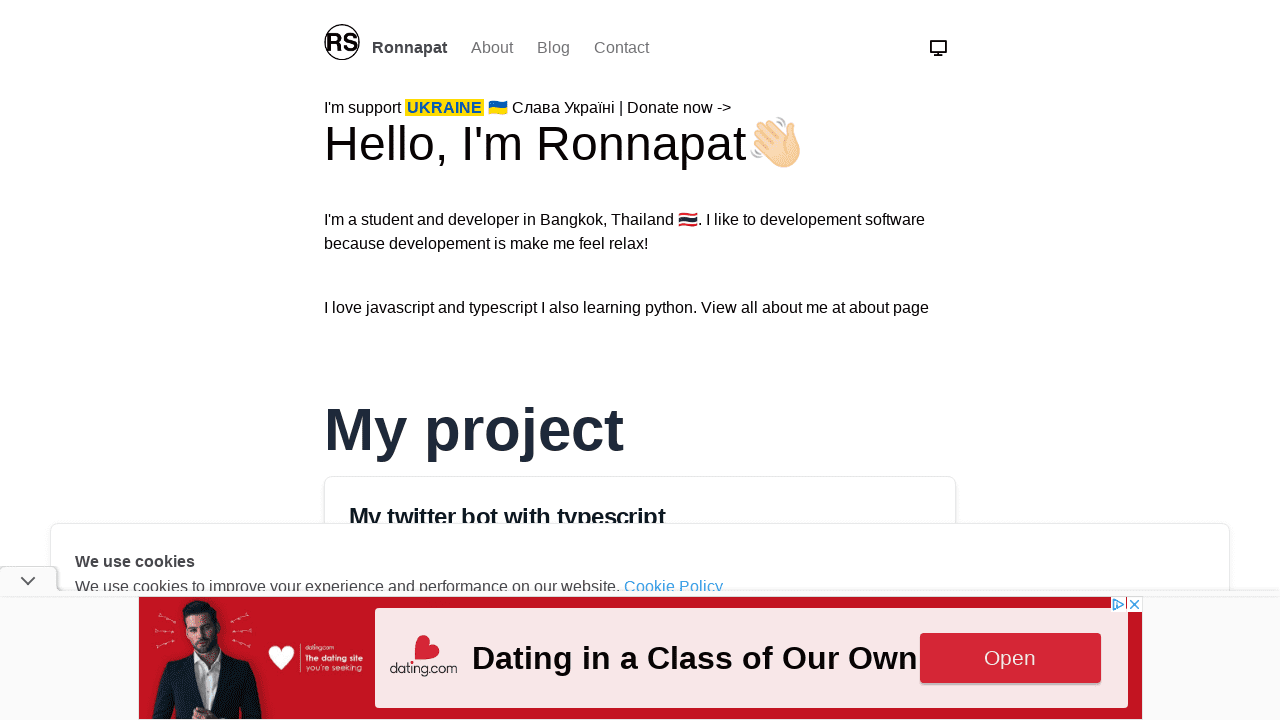 RS Ronnapat About Blog Contact
I'm support UKRAINE 🇺🇦 Слава Україні | Donate now ->
Hello, I'm Ronnapat👋🏻
I'm a student and developer in Bangkok, Thailand 🇹🇭. I like to developement software
because developement is make me feel relax!
I love javascript and typescript I also learning python. View all about me at about page
My project
My twitter bot with typescript
We use cookies
We use cookies to improve your experience and performance on our website. Cookie Policy
dating.com
The dating site
you're seeking
dating.com
Dating in a Class of Our Own
Open